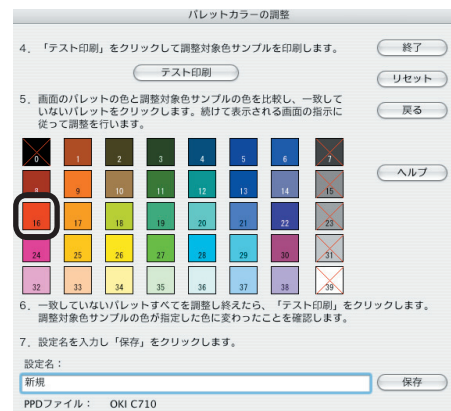 パレットカラーの調整
4. 「テスト印刷」をクリックして調整対象色サンプルを印刷します。
終了
テスト印刷
リセット
5. 画面のパレットの色と調整対象色サンプルの色を比較し、一致して
いないパレットをクリックします。続けて表示される画面の指示に
従って調整を行います。
戻る
ヘルプ
0 1 2 3 4 5 6 7
8 9 10 11 12 13 14 15
16 17 18 19 20 21 22 23
24 25 26 27 28 29 30 31
32 33 34 35 36 37 38 39
6. 一致していないパレットすべてを調整し終えたら、「テスト印刷」をクリックします。
調整対象色サンプルの色が指定した色に変わったことを確認します。
7. 設定名を入力し「保存」をクリックします。
設定名：
新規
保存
PPDファイル： OKI C710